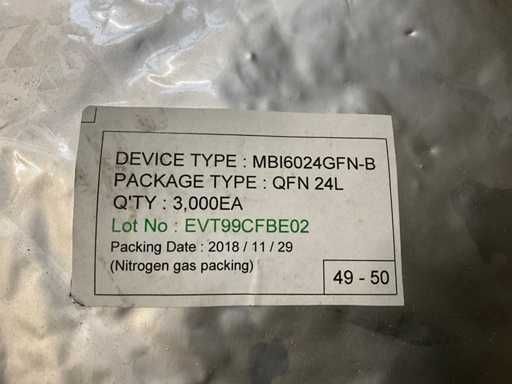 DEVICE TYPE : MBI6024GFN-B
PACKAGE TYPE : QFN 24L
Q'TY : 3,000EA
Lot No : EVT99CFBE02
Packing Date : 2018 / 11 / 29
(Nitrogen gas packing)
49 - 50